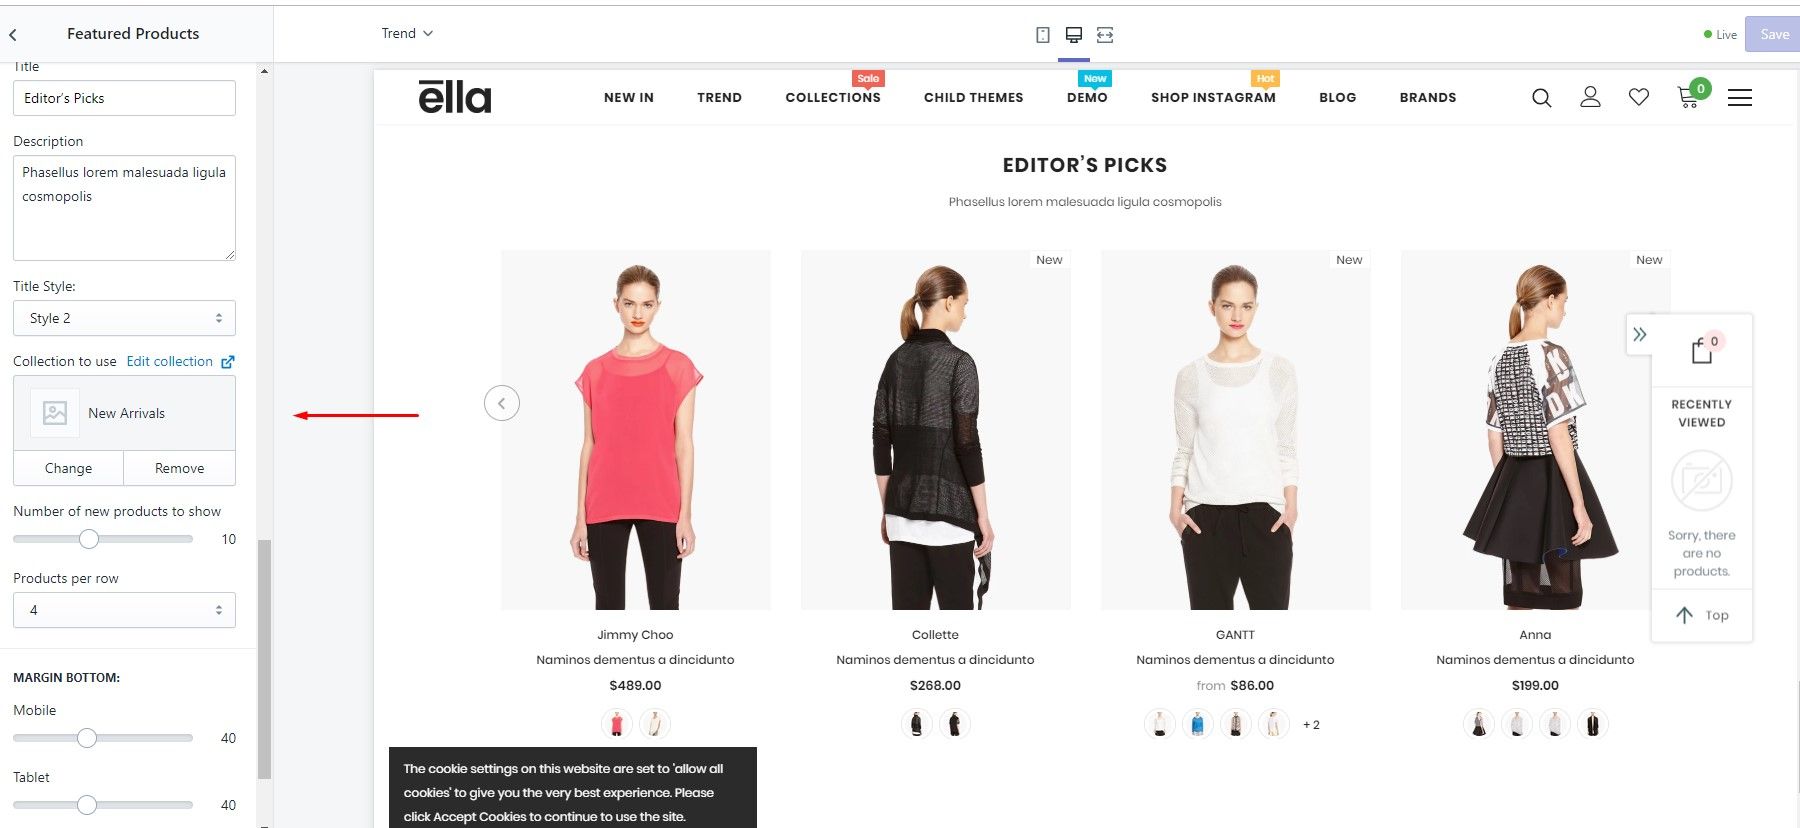 Featured Products
Trend
Live
Save
Title
Editor's Picks
Description
Phasellus lorem malesuada ligula
cosmopolis
Title Style:
Style 2
Collection to use Edit collection
New Arrivals
Change Remove
Number of new products to show
10
Products per row
4
MARGIN BOTTOM:
Mobile
40
Tablet
40
ella
NEW IN TREND COLLECTIONS CHILD THEMES DEMO SHOP INSTAGRAM BLOG BRANDS
Sale
New
Hot
0
EDITOR'S PICKS
Phasellus lorem malesuada ligula cosmopolis
New
New
New
Jimmy Choo
Naminos dementus a dincidunto
$489.00
Collette
Naminos dementus a dincidunto
$268.00
GANTT
Naminos dementus a dincidunto
from $86.00
+ 2
Anna
Naminos dementus a dincidunto
$199.00
0
RECENTLY
VIEWED
Sorry, there
are no
products.
Top
The cookie settings on this website are set to 'allow all
cookies' to give you the very best experience. Please
click Accept Cookies to continue to use the site.